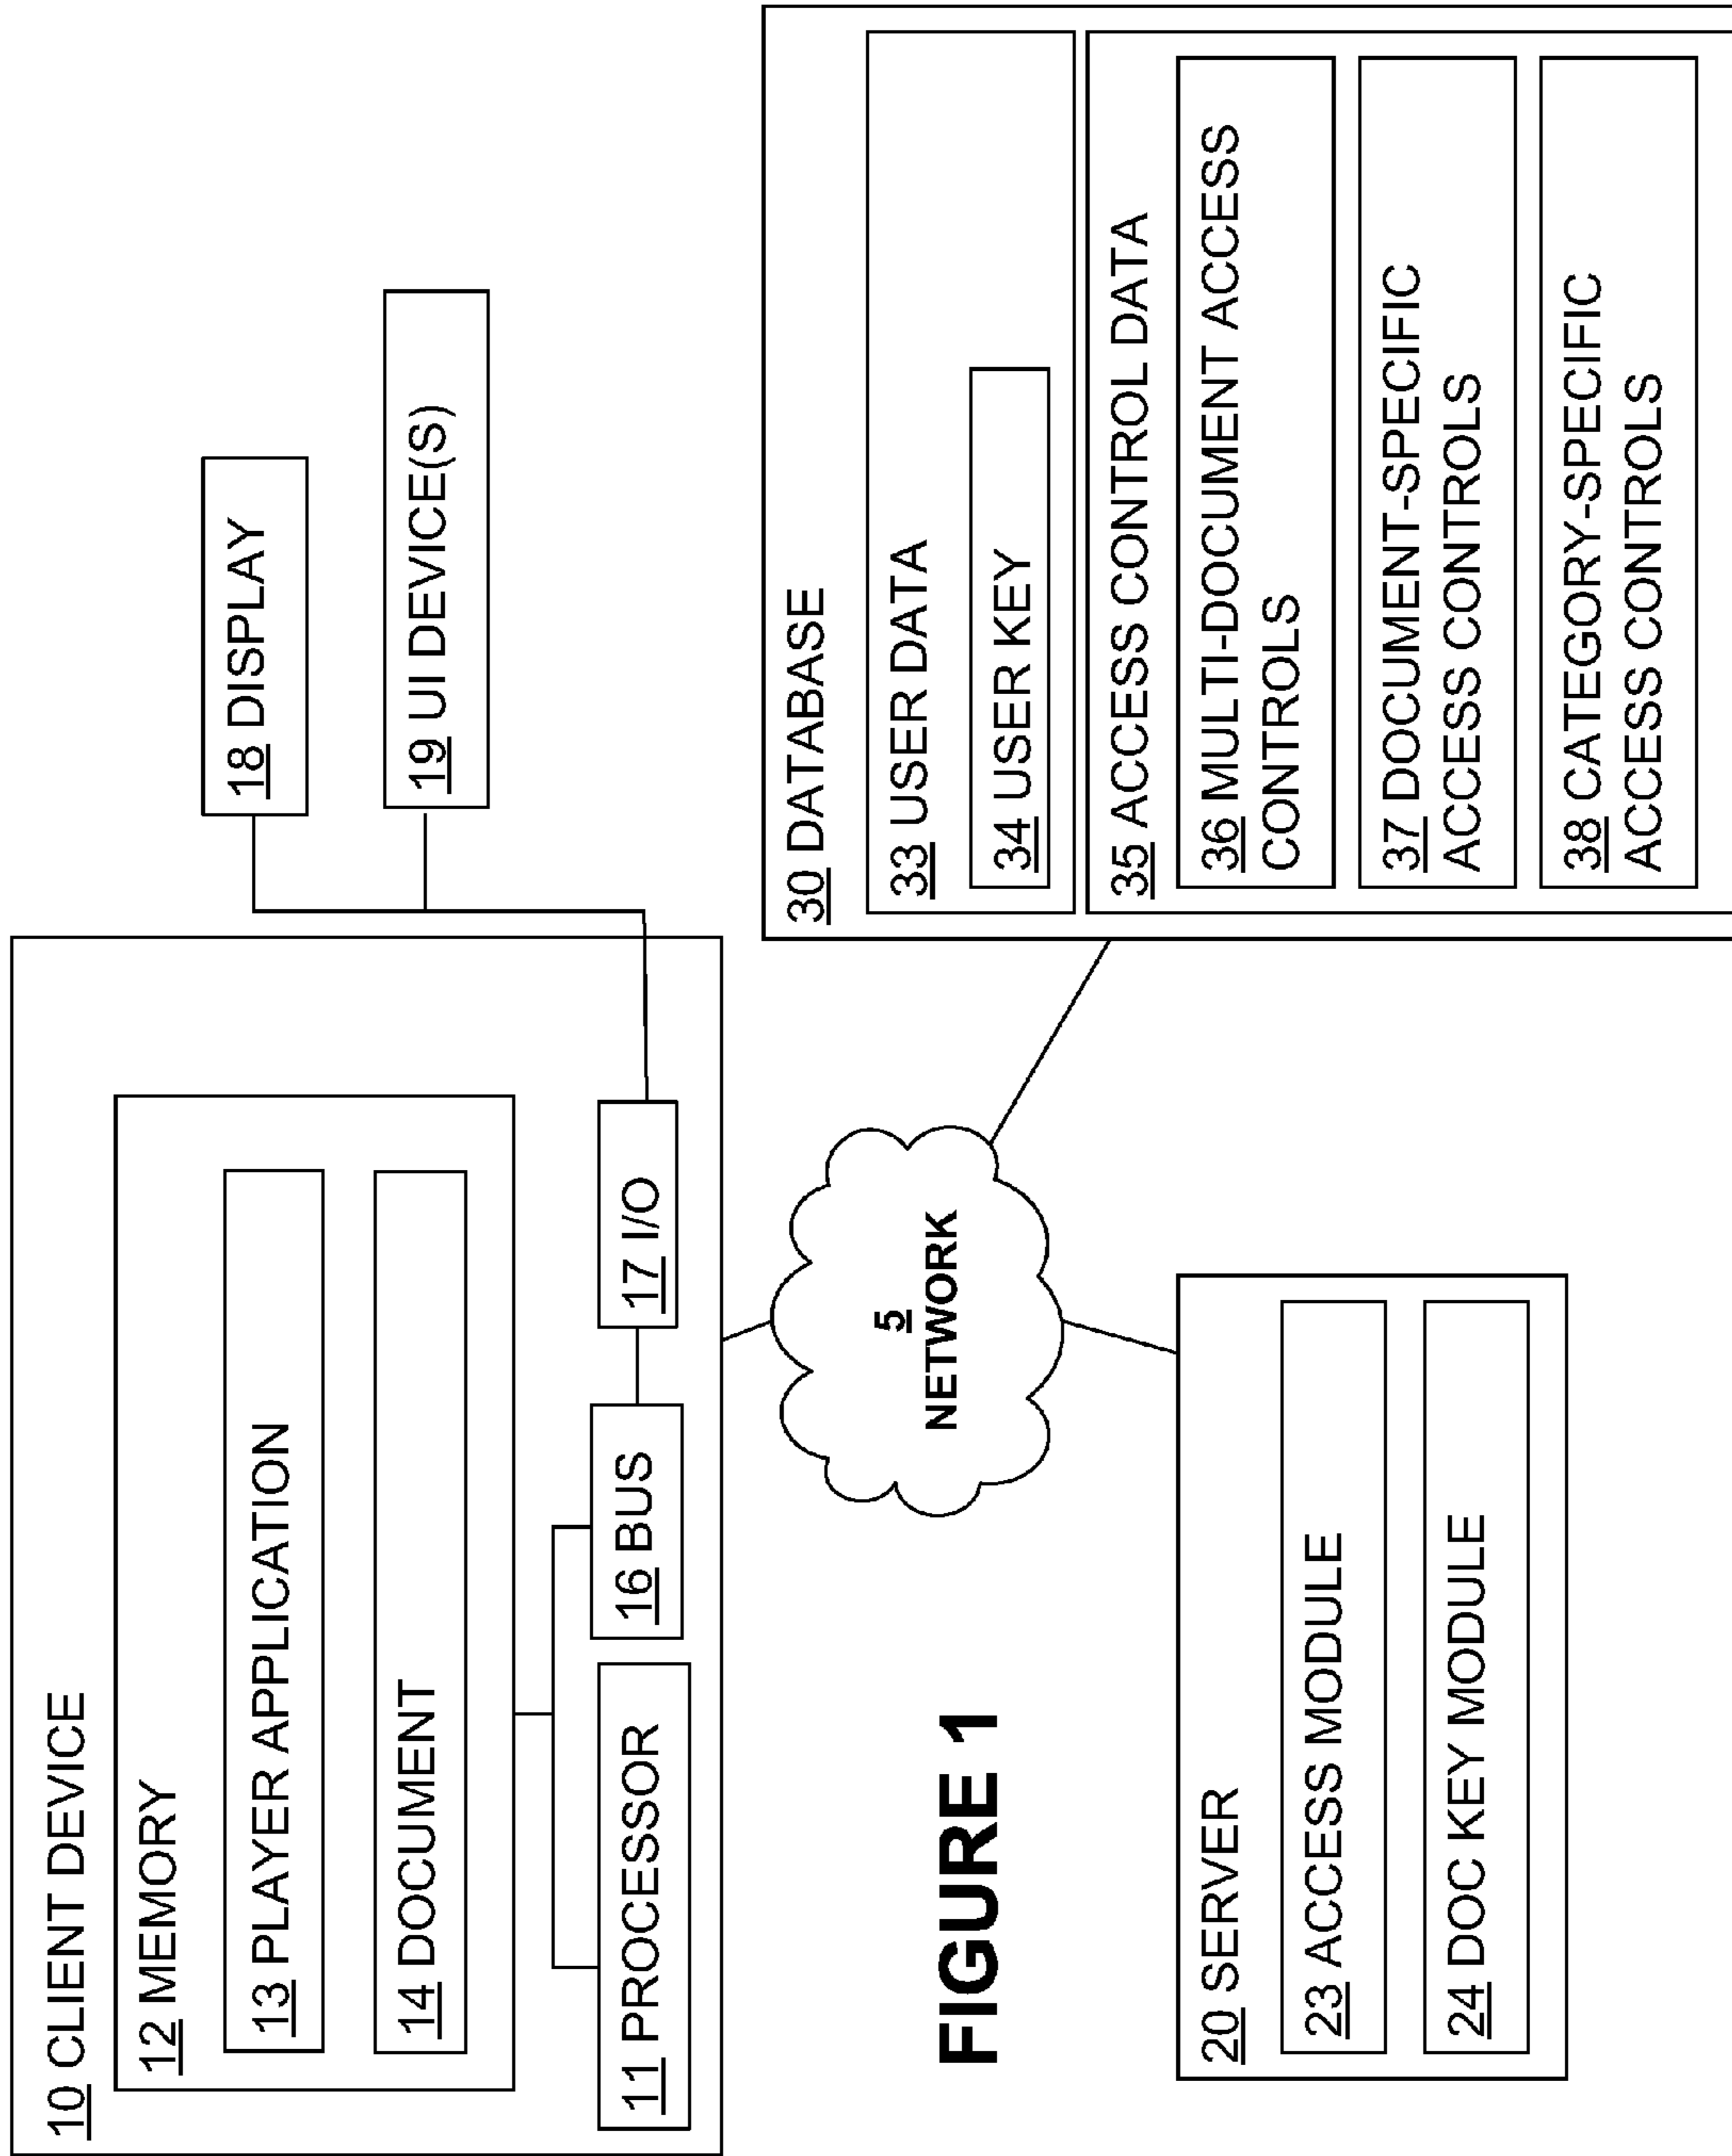 10 CLIENT DEVICE
12 MEMORY
13 PLAYER APPLICATION
14 DOCUMENT
11 PROCESSOR
16 BUS
17 I/O
18 DISPLAY
19 UI DEVICE(S)
5
NETWORK
FIGURE 1
20 SERVER
23 ACCESS MODULE
24 DOC KEY MODULE
30 DATABASE
33 USER DATA
34 USER KEY
35 ACCESS CONTROL DATA
36 MULTI-DOCUMENT ACCESS
CONTROLS
37 DOCUMENT-SPECIFIC
ACCESS CONTROLS
38 CATEGORY-SPECIFIC
ACCESS CONTROLS